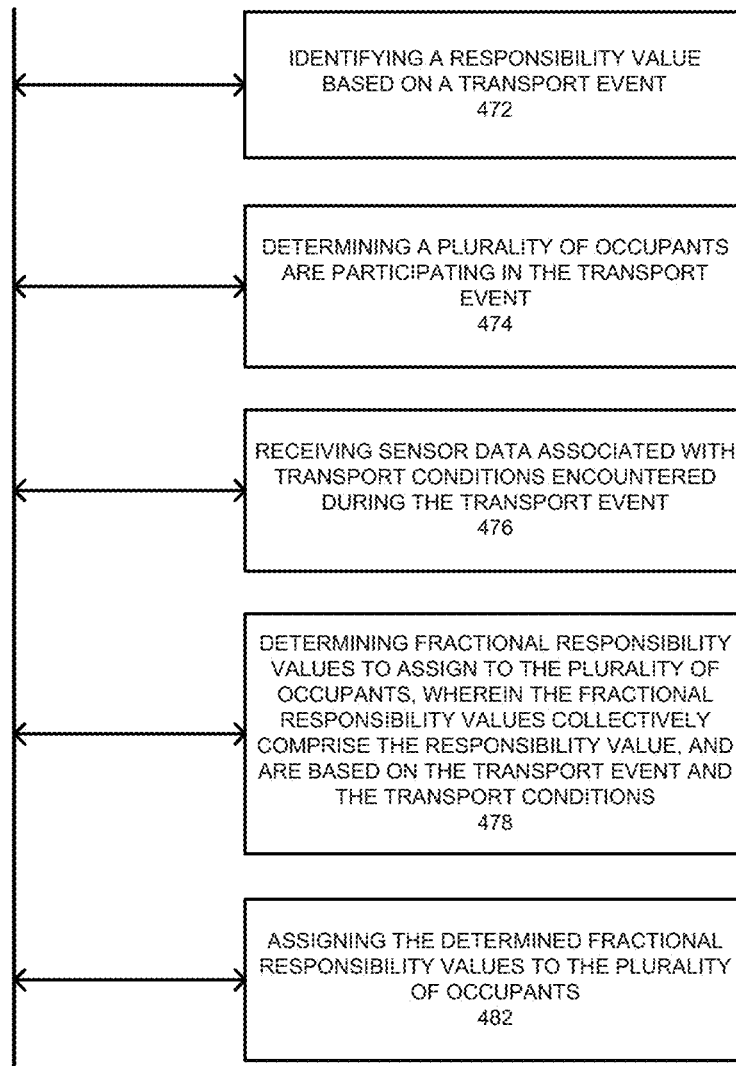 IDENTIFYING A RESPONSIBILITY VALUE
BASED ON A TRANSPORT EVENT
472
DETERMINING A PLURALITY OF OCCUPANTS
ARE PARTICIPATING IN THE TRANSPORT
EVENT
474
RECEIVING SENSOR DATA ASSOCIATED WITH
TRANSPORT CONDITIONS ENCOUNTERED
DURING THE TRANSPORT EVENT
476
DETERMINING FRACTIONAL RESPONSIBILITY
VALUES TO ASSIGN TO THE PLURALITY OF
OCCUPANTS, WHEREIN THE FRACTIONAL
RESPONSIBILITY VALUES COLLECTIVELY
COMPRISE THE RESPONSIBILITY VALUE, AND
ARE BASED ON THE TRANSPORT EVENT AND
THE TRANSPORT CONDITIONS
478
ASSIGNING THE DETERMINED FRACTIONAL
RESPONSIBILITY VALUES TO THE PLURALITY
OF OCCUPANTS
482